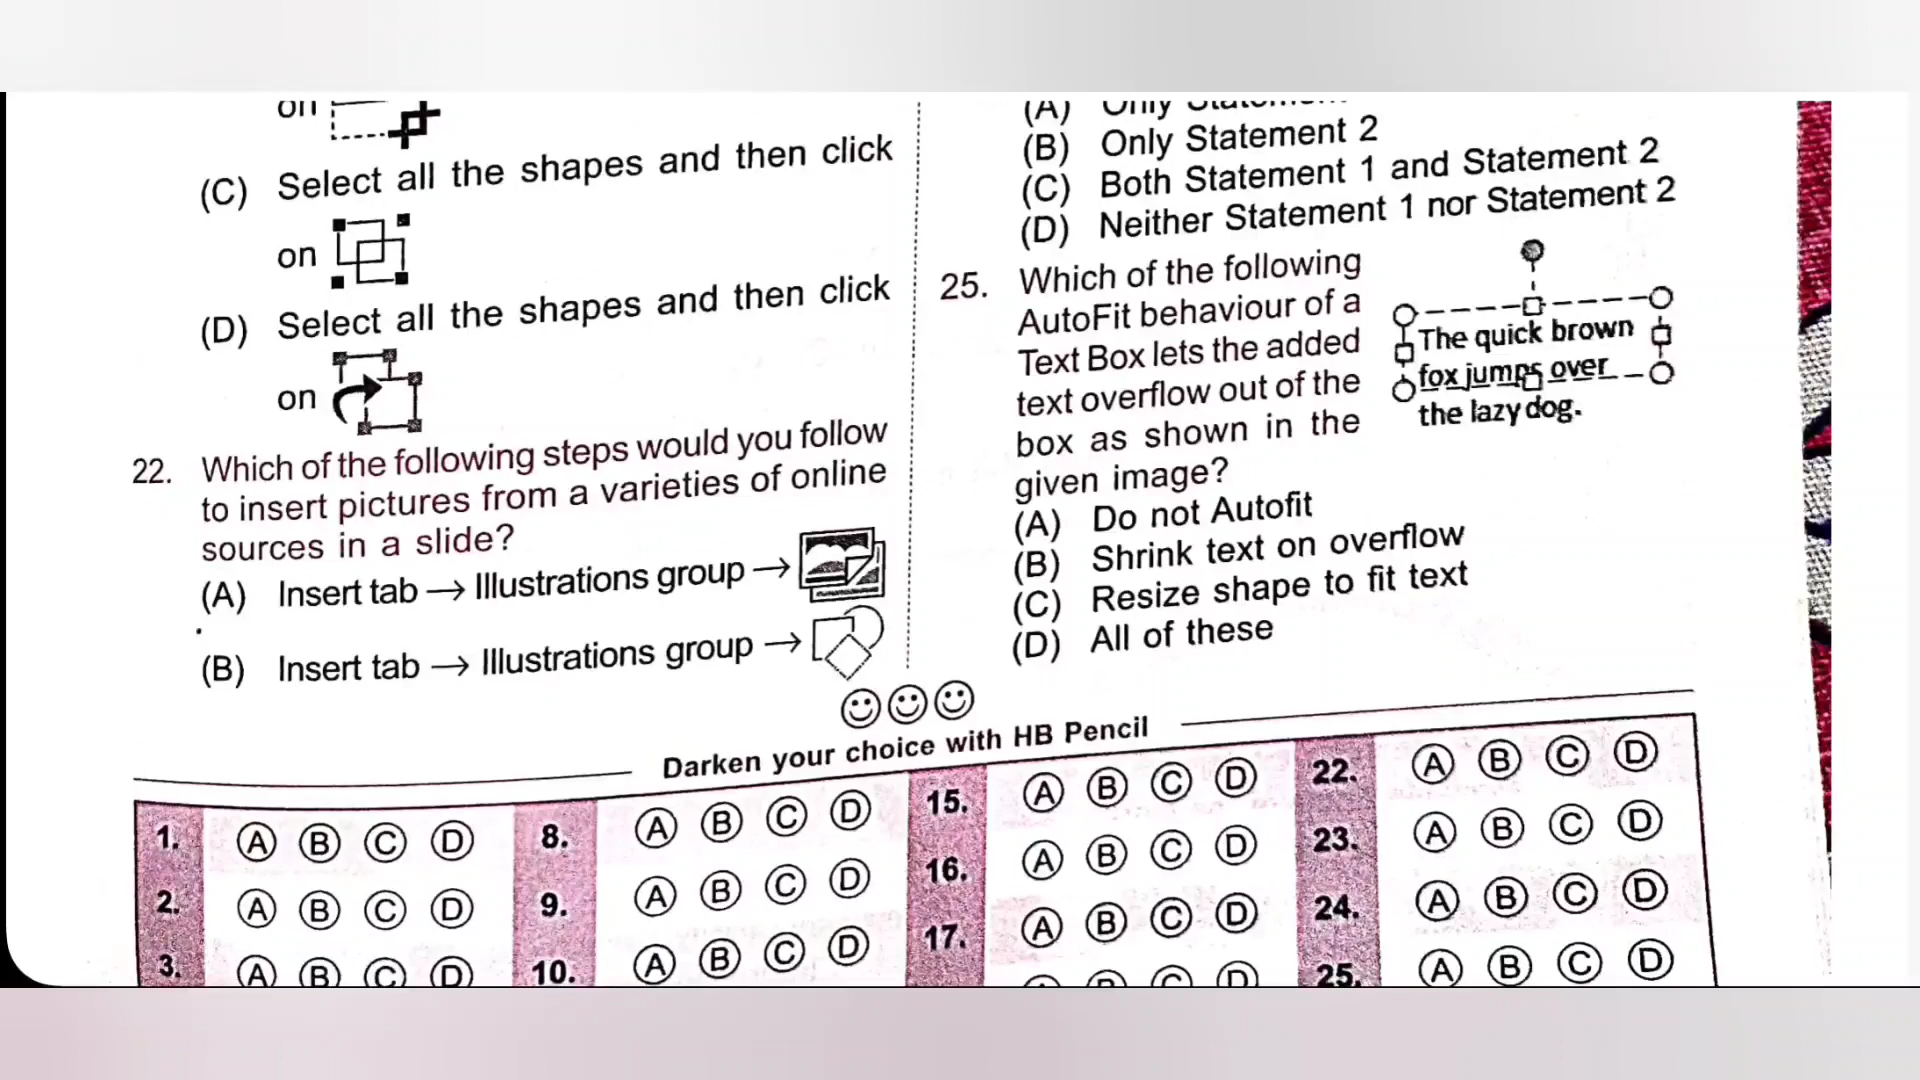 on
(C) Select all the shapes and then click
on
(D) Select all the shapes and then click
on
22. Which of the following steps would you follow
to insert pictures from a varieties of online
sources in a slide?
(A) Insert tab → Illustrations group →
(B) Insert tab → Illustrations group →
(A) Only
(B) Only Statement 2
(C) Both Statement 1 and Statement 2
(D) Neither Statement 1 nor Statement 2
25. Which of the following
AutoFit behaviour of a
Text Box lets the added
text overflow out of the
box as shown in the
given image?
The quick brown
fox jumps over
the lazy dog.
(A) Do not Autofit
(B) Shrink text on overflow
(C) Resize shape to fit text
(D) All of these
Darken your choice with HB Pencil
1. A B C D 8. A B C D 15. A B C D 22. A B C D
2. A B C D 9. A B C D 16. A B C D 23. A B C D
3. A B C D 10. A B C D 17. A B C D 24. A B C D
25. A B C D